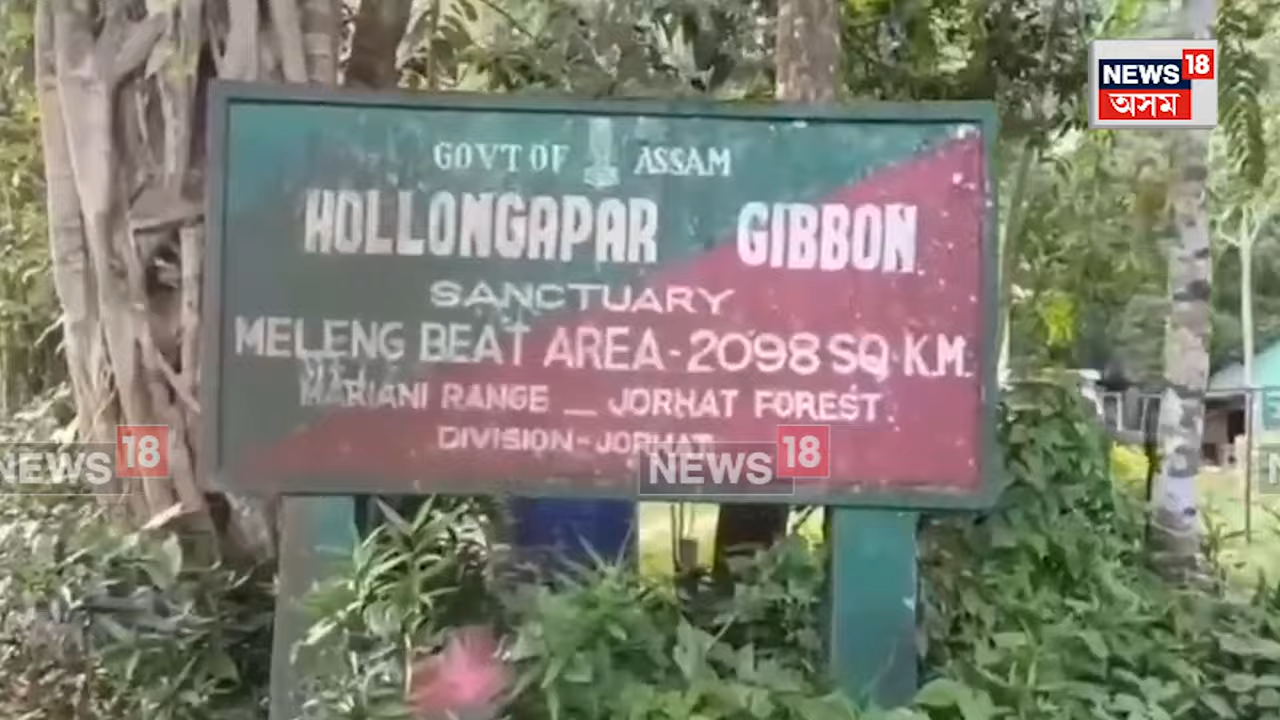 NEWS 18
অসম
GOVT OF ASSAM
HOLLONGAPAR GIBBON
SANCTUARY
MELENG BEAT AREA-2098 SQ.K.M.
MARIANI RANGE _ JORHAT FOREST.
DIVISION-JORHAT
NEWS 18
NEWS 18